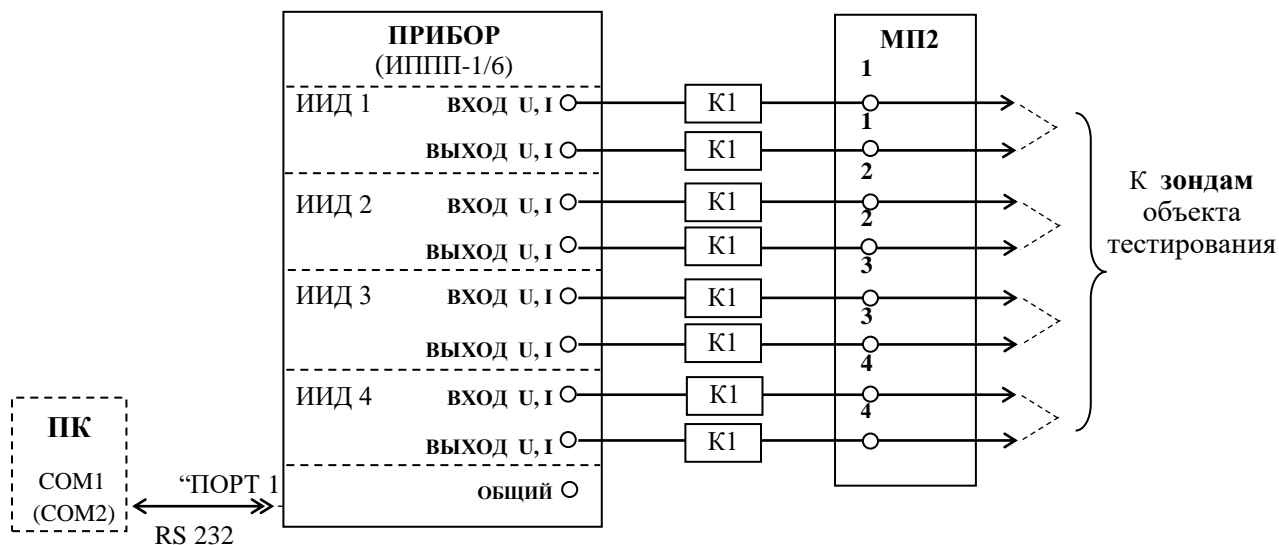 ПРИБОР
(ИППП-1/6)
МП2
1
ИИД 1 ВХОД U, I К1
1
ВЫХОД U, I К1
2
ИИД 2 ВХОД U, I К1
2
ВЫХОД U, I К1
3
ИИД 3 ВХОД U, I К1
3
ВЫХОД U, I К1
4
ИИД 4 ВХОД U, I К1
4
ВЫХОД U, I К1
К зондам
объекта
тестирования
ПК
COM1
(COM2)
“ПОРТ 1
RS 232
ОБЩИЙ